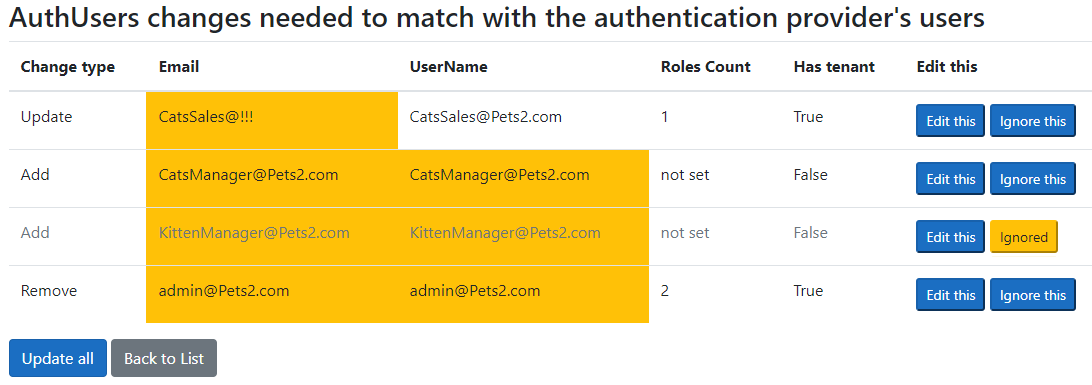 AuthUsers changes needed to match with the authentication provider's users
Change type Email UserName Roles Count Has tenant Edit this
Update CatsSales@!!! CatsSales@Pets2.com 1 True Edit this Ignore this
Add CatsManager@Pets2.com CatsManager@Pets2.com not set False Edit this Ignore this
Add KittenManager@Pets2.com KittenManager@Pets2.com not set False Edit this Ignored
Remove admin@Pets2.com admin@Pets2.com 2 True Edit this Ignore this
Update all Back to List